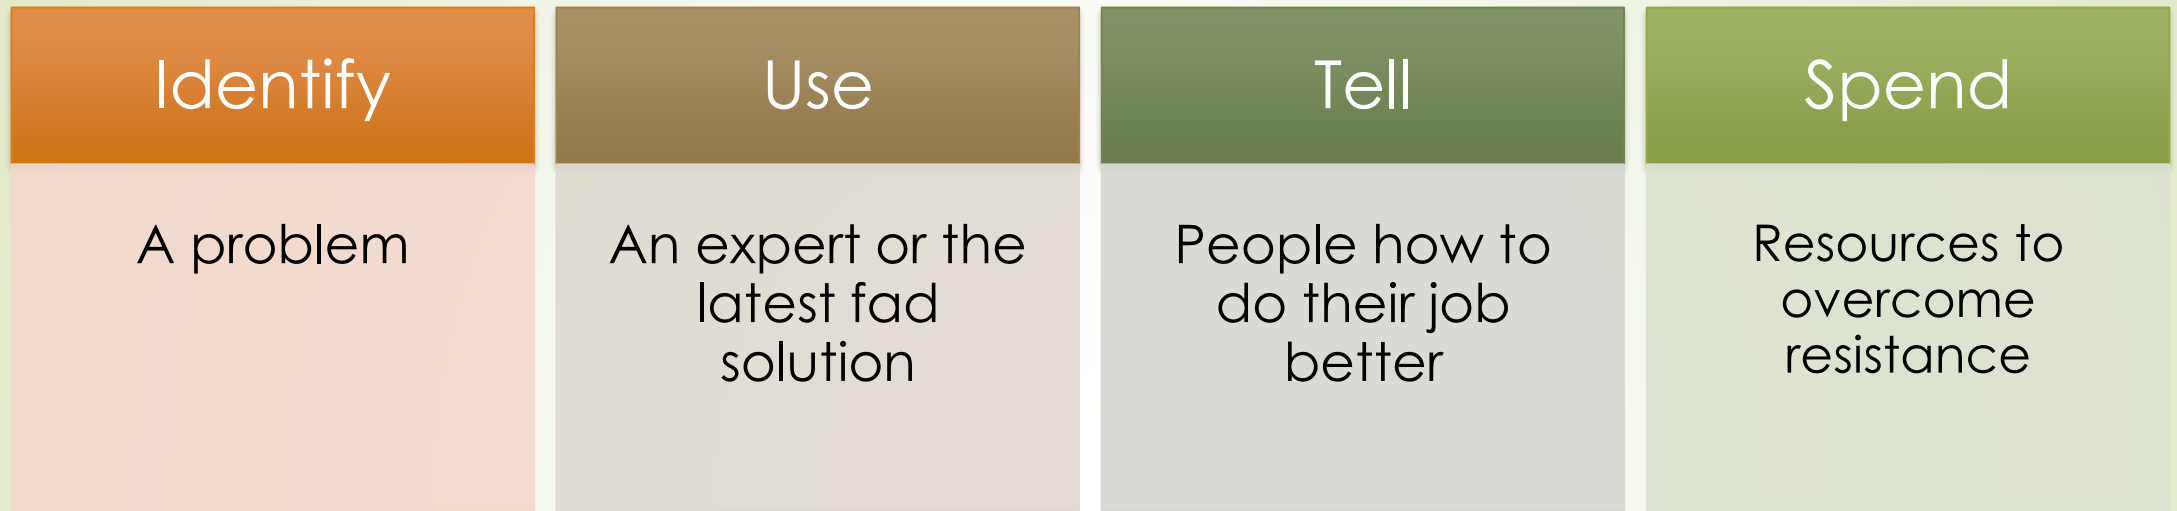 Identify
A problem
Use
An expert or the
latest fad
solution
Tell
People how to
do their job
better
Spend
Resources to
overcome
resistance